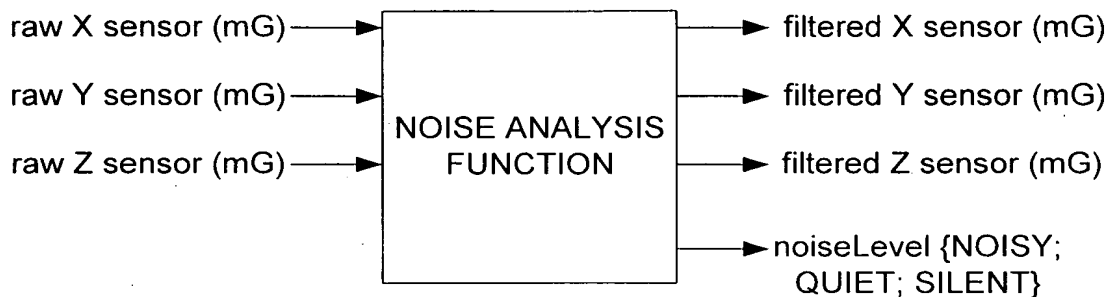 raw X sensor (mG)
raw Y sensor (mG)
raw Z sensor (mG)
NOISE ANALYSIS
FUNCTION
filtered X sensor (mG)
filtered Y sensor (mG)
filtered Z sensor (mG)
noiseLevel {NOISY;
QUIET; SILENT}